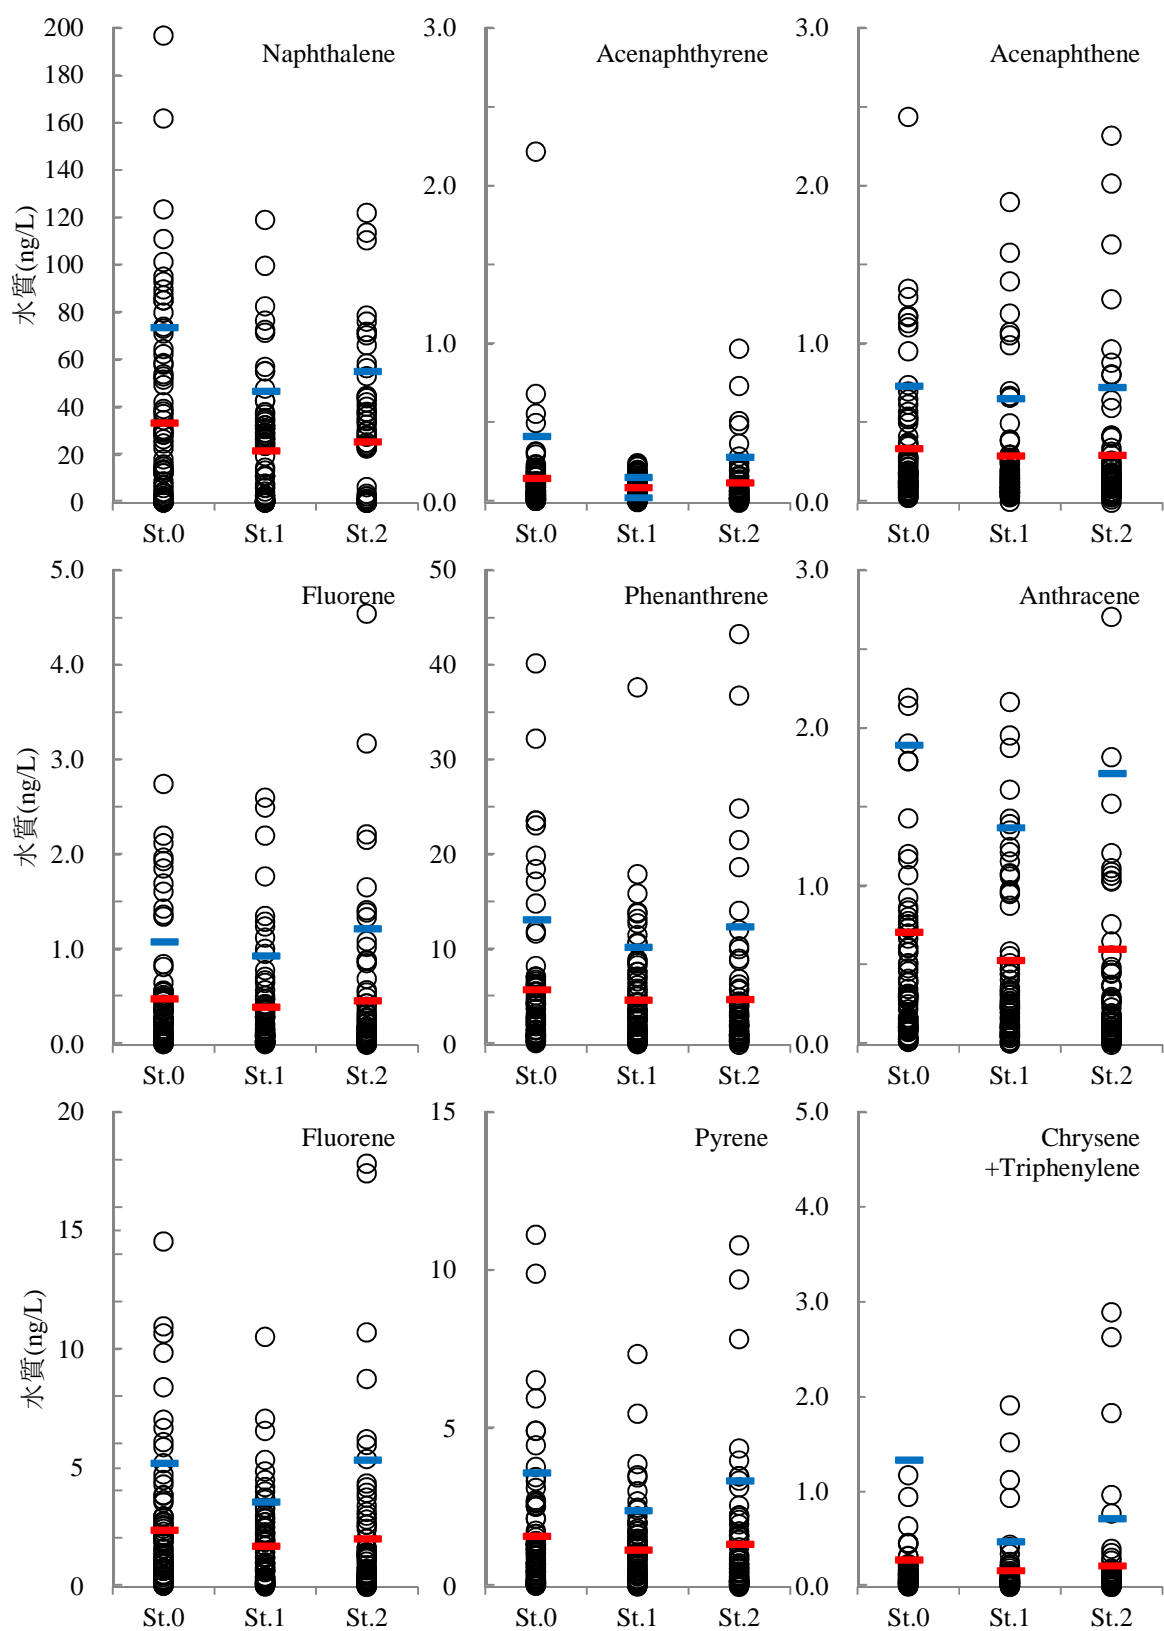 Naphthalene
Acenaphthyrene
Acenaphthene
水質(ng/L)
200
180
160
140
120
100
80
60
40
20
0
3.0
2.0
1.0
0.0
3.0
2.0
1.0
0.0
St.0 St.1 St.2
St.0 St.1 St.2
St.0 St.1 St.2
Fluorene
Phenanthrene
Anthracene
水質(ng/L)
5.0
4.0
3.0
2.0
1.0
0.0
50
40
30
20
10
0
3.0
2.0
1.0
0.0
St.0 St.1 St.2
St.0 St.1 St.2
St.0 St.1 St.2
Fluorene
Pyrene
Chrysene
+Triphenylene
水質(ng/L)
20
15
10
5
0
15
10
5
0
5.0
4.0
3.0
2.0
1.0
0.0
St.0 St.1 St.2
St.0 St.1 St.2
St.0 St.1 St.2